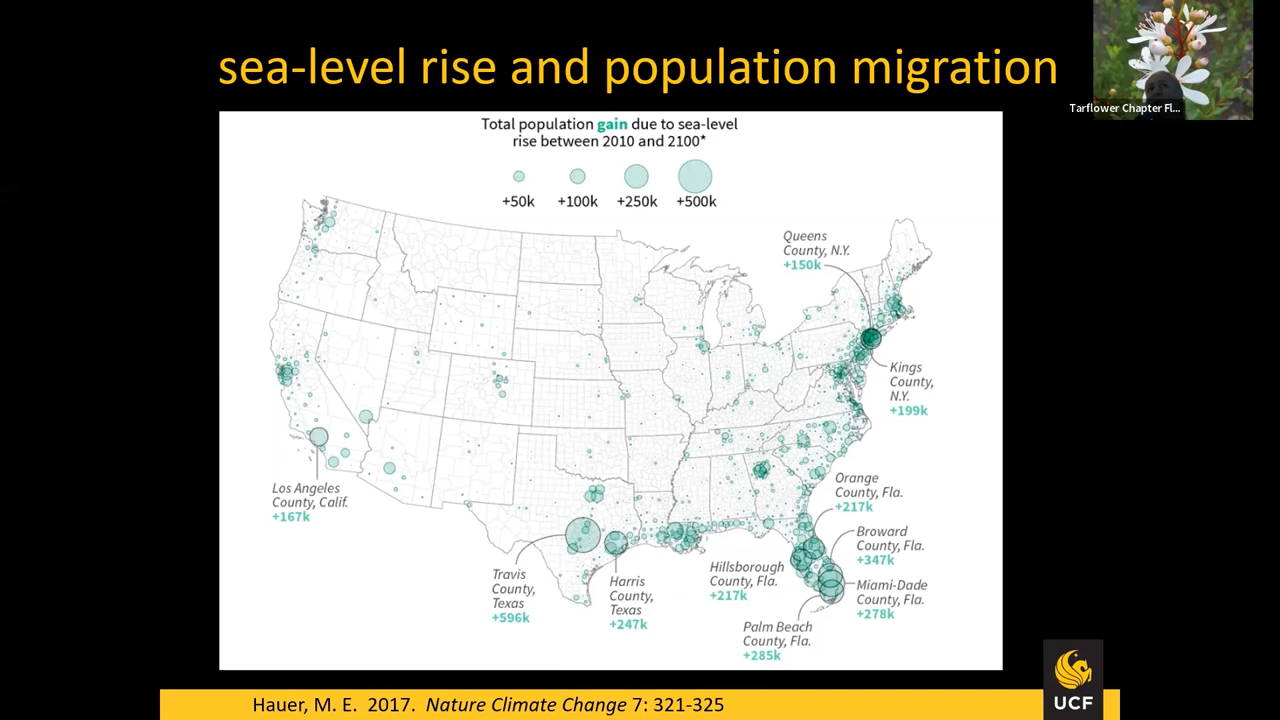 sea-level rise and population migration
Tarflower Chapter Fl...
Total population gain due to sea-level
rise between 2010 and 2100*
+50k
+100k
+250k
+500k
Queens
County, N.Y.
+150k
Kings
County,
N.Y.
+199k
Orange
County, Fla.
+217k
Broward
County, Fla.
+347k
Miami-Dade
County, Fla.
+278k
Palm Beach
County, Fla.
+285k
Hillsborough
County, Fla.
+217k
Harris
County,
Texas
+247k
Travis
County,
Texas
+596k
Los Angeles
County, Calif.
+167k
Hauer, M. E. 2017. Nature Climate Change 7: 321-325
UCF